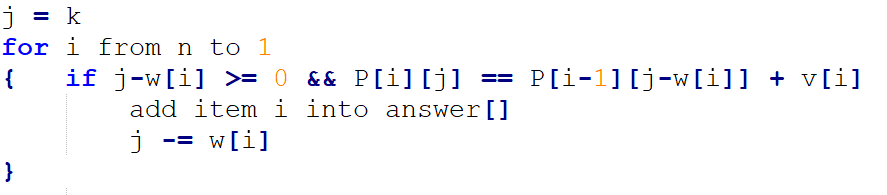 j = k
for i from n to 1
{   if j-w[i] >= 0 && P[i][j] == P[i-1][j-w[i]] + v[i]
        add item i into answer[]
        j -= w[i]
}